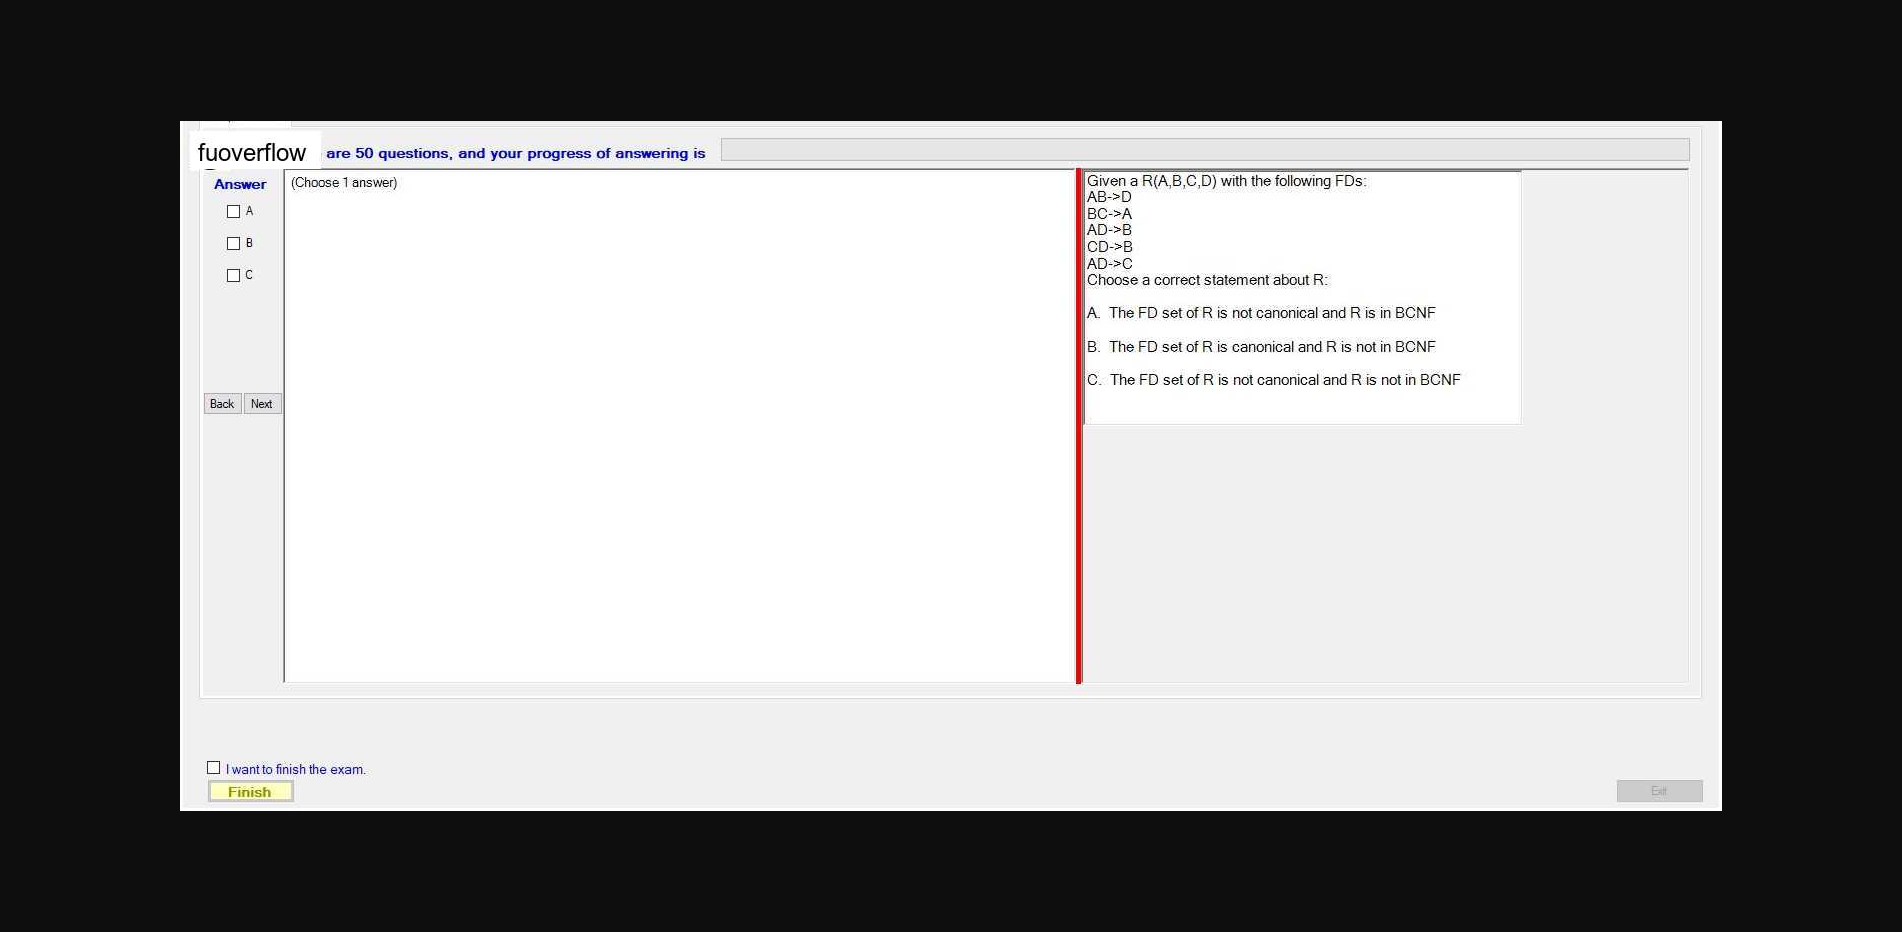 fuoverflow are 50 questions, and your progress of answering is
Answer
(Choose 1 answer)
A
B
C
Back Next
Given a R(A,B,C,D) with the following FDs:
AB->D
BC->A
AD->B
CD->B
AD->C
Choose a correct statement about R:
A. The FD set of R is not canonical and R is in BCNF
B. The FD set of R is canonical and R is not in BCNF
C. The FD set of R is not canonical and R is not in BCNF
I want to finish the exam.
Finish
Exit